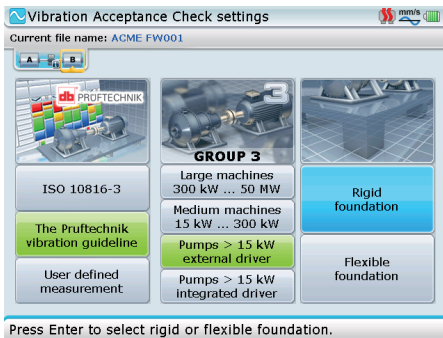 Vibration Acceptance Check settings
mm/s
Current file name: ACME FW001
A
B
db PRÜFTECHNIK
3
GROUP 3
ISO 10816-3
The Pruftechnik
vibration guideline
User defined
measurement
Large machines
300 kW ... 50 MW
Medium machines
15 kW ... 300 kW
Pumps > 15 kW
external driver
Pumps > 15 kW
integrated driver
Rigid
foundation
Flexible
foundation
Press Enter to select rigid or flexible foundation.